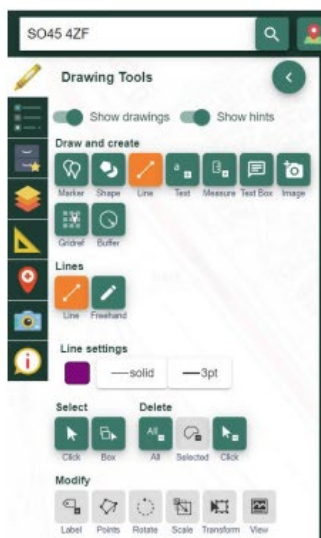 SO45 4ZF
Drawing Tools
Show drawings Show hints
Draw and create
Marker Shape Line Text Measure Text Box Image
Gridref Buffer
Lines
Line Freehand
Line settings
solid 3pt
Select Delete
All
Click Box All Selected Click
Modify
Label Points Rotate Scale Transform View